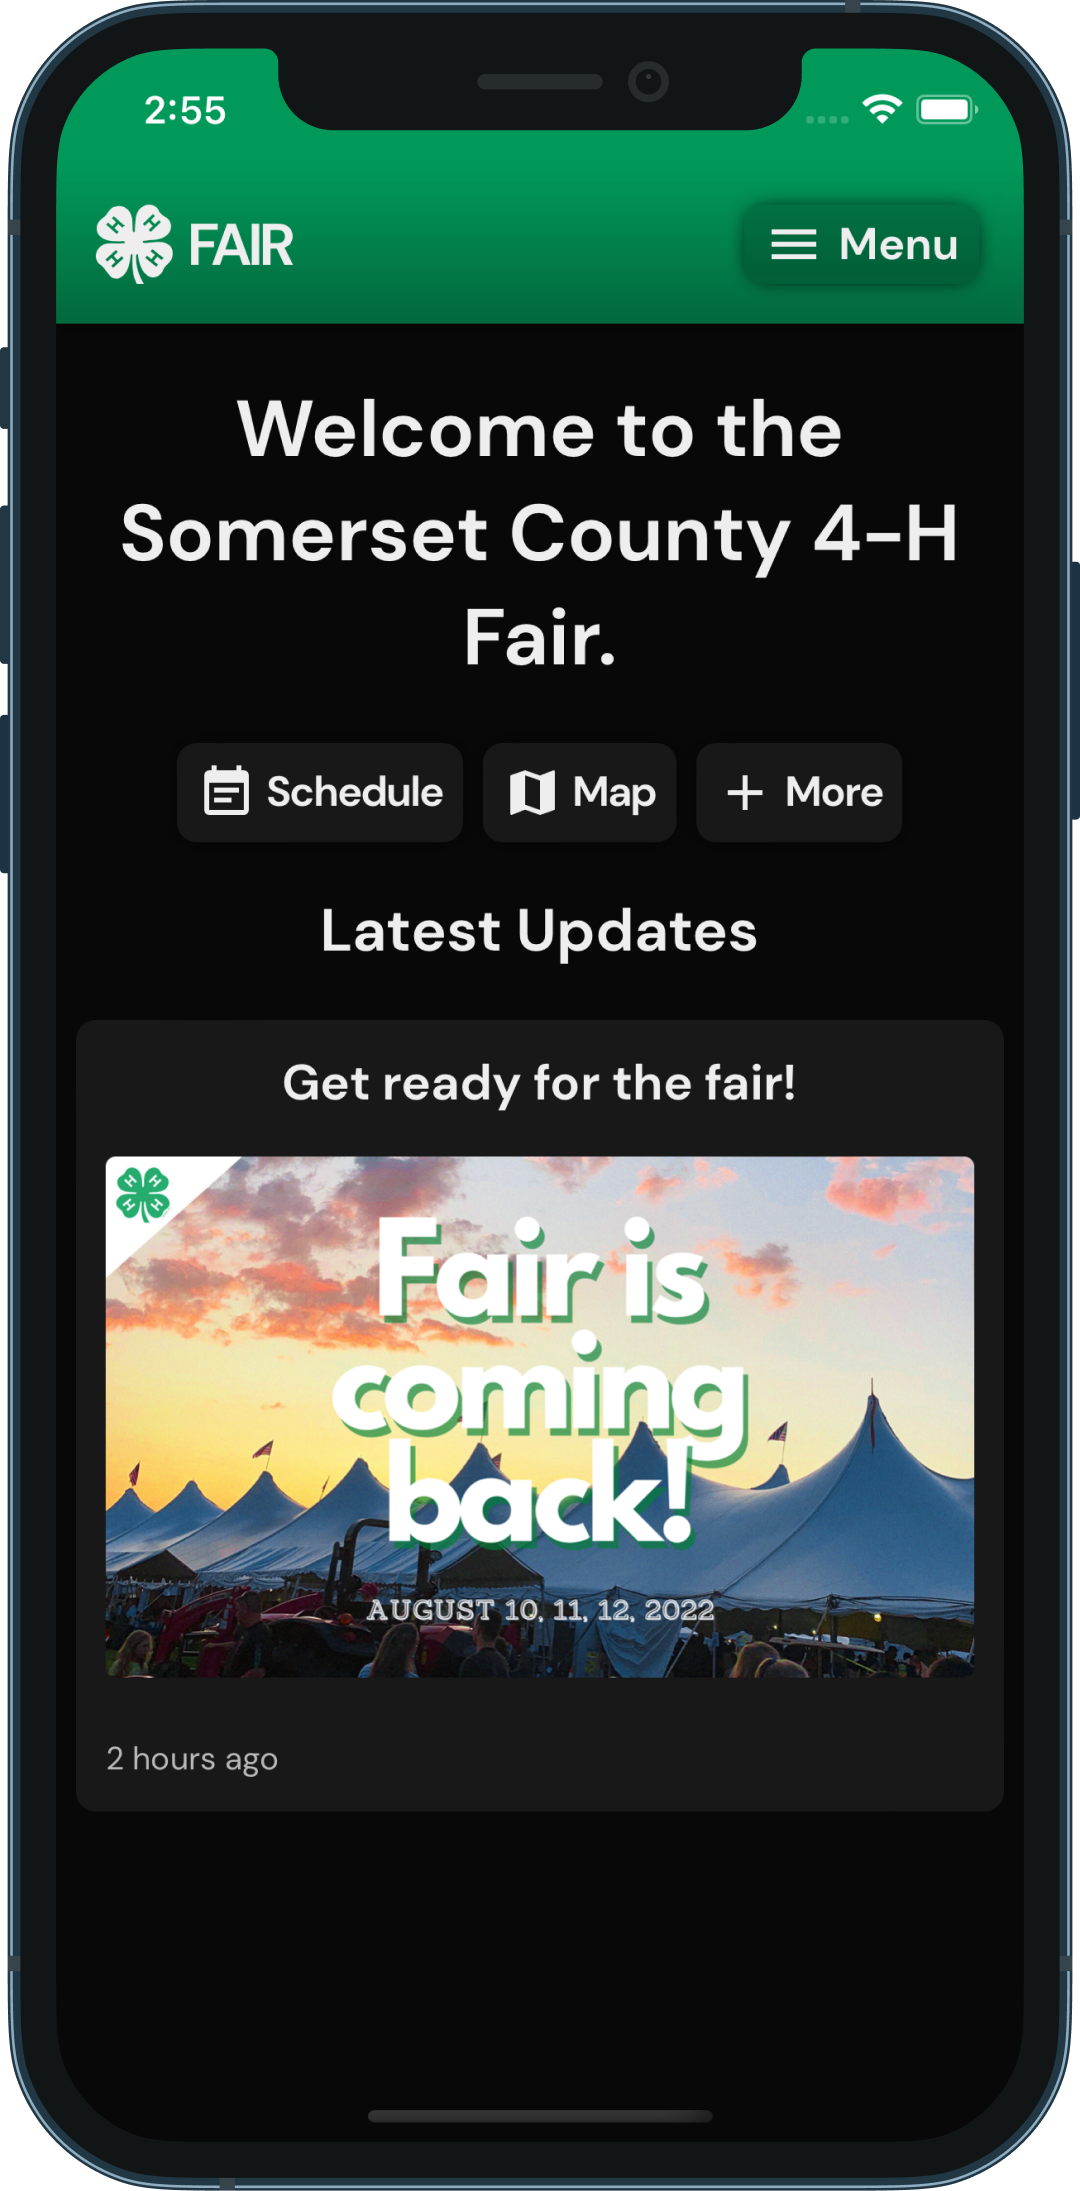 2:55
H H H H FAIR
Menu
Welcome to the
Somerset County 4-H
Fair.
Schedule
Map
More
Latest Updates
Get ready for the fair!
H H H H
Fair is
coming
back!
AUGUST 10, 11, 12, 2022
2 hours ago